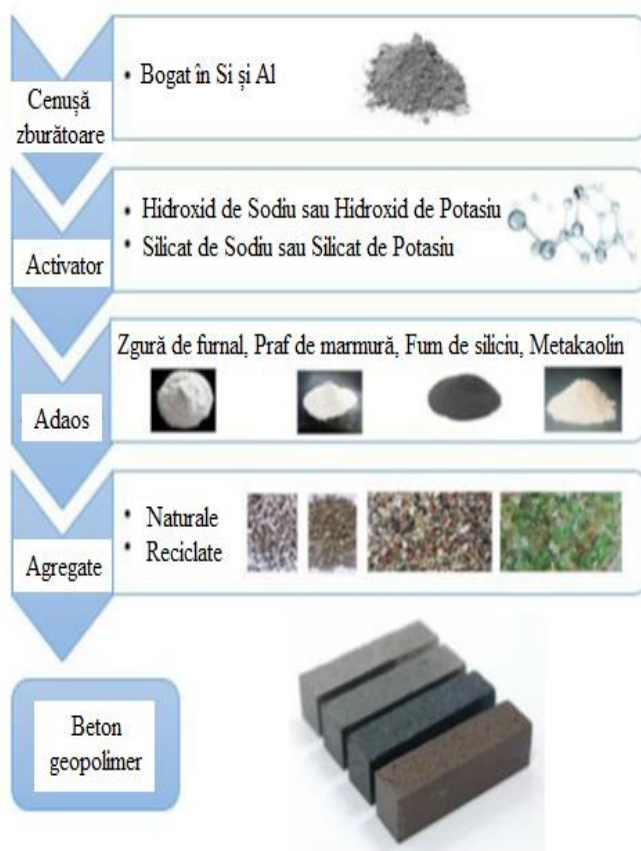 Cenușă
zburătoare
• Bogat în Si și Al
Activator
• Hidroxid de Sodiu sau Hidroxid de Potasiu
• Silicat de Sodiu sau Silicat de Potasiu
Adaos
Zgură de furnal, Praf de marmură, Fum de siliciu, Metakaolin
Agregate
• Naturale
• Reciclate
Beton
geopolimer